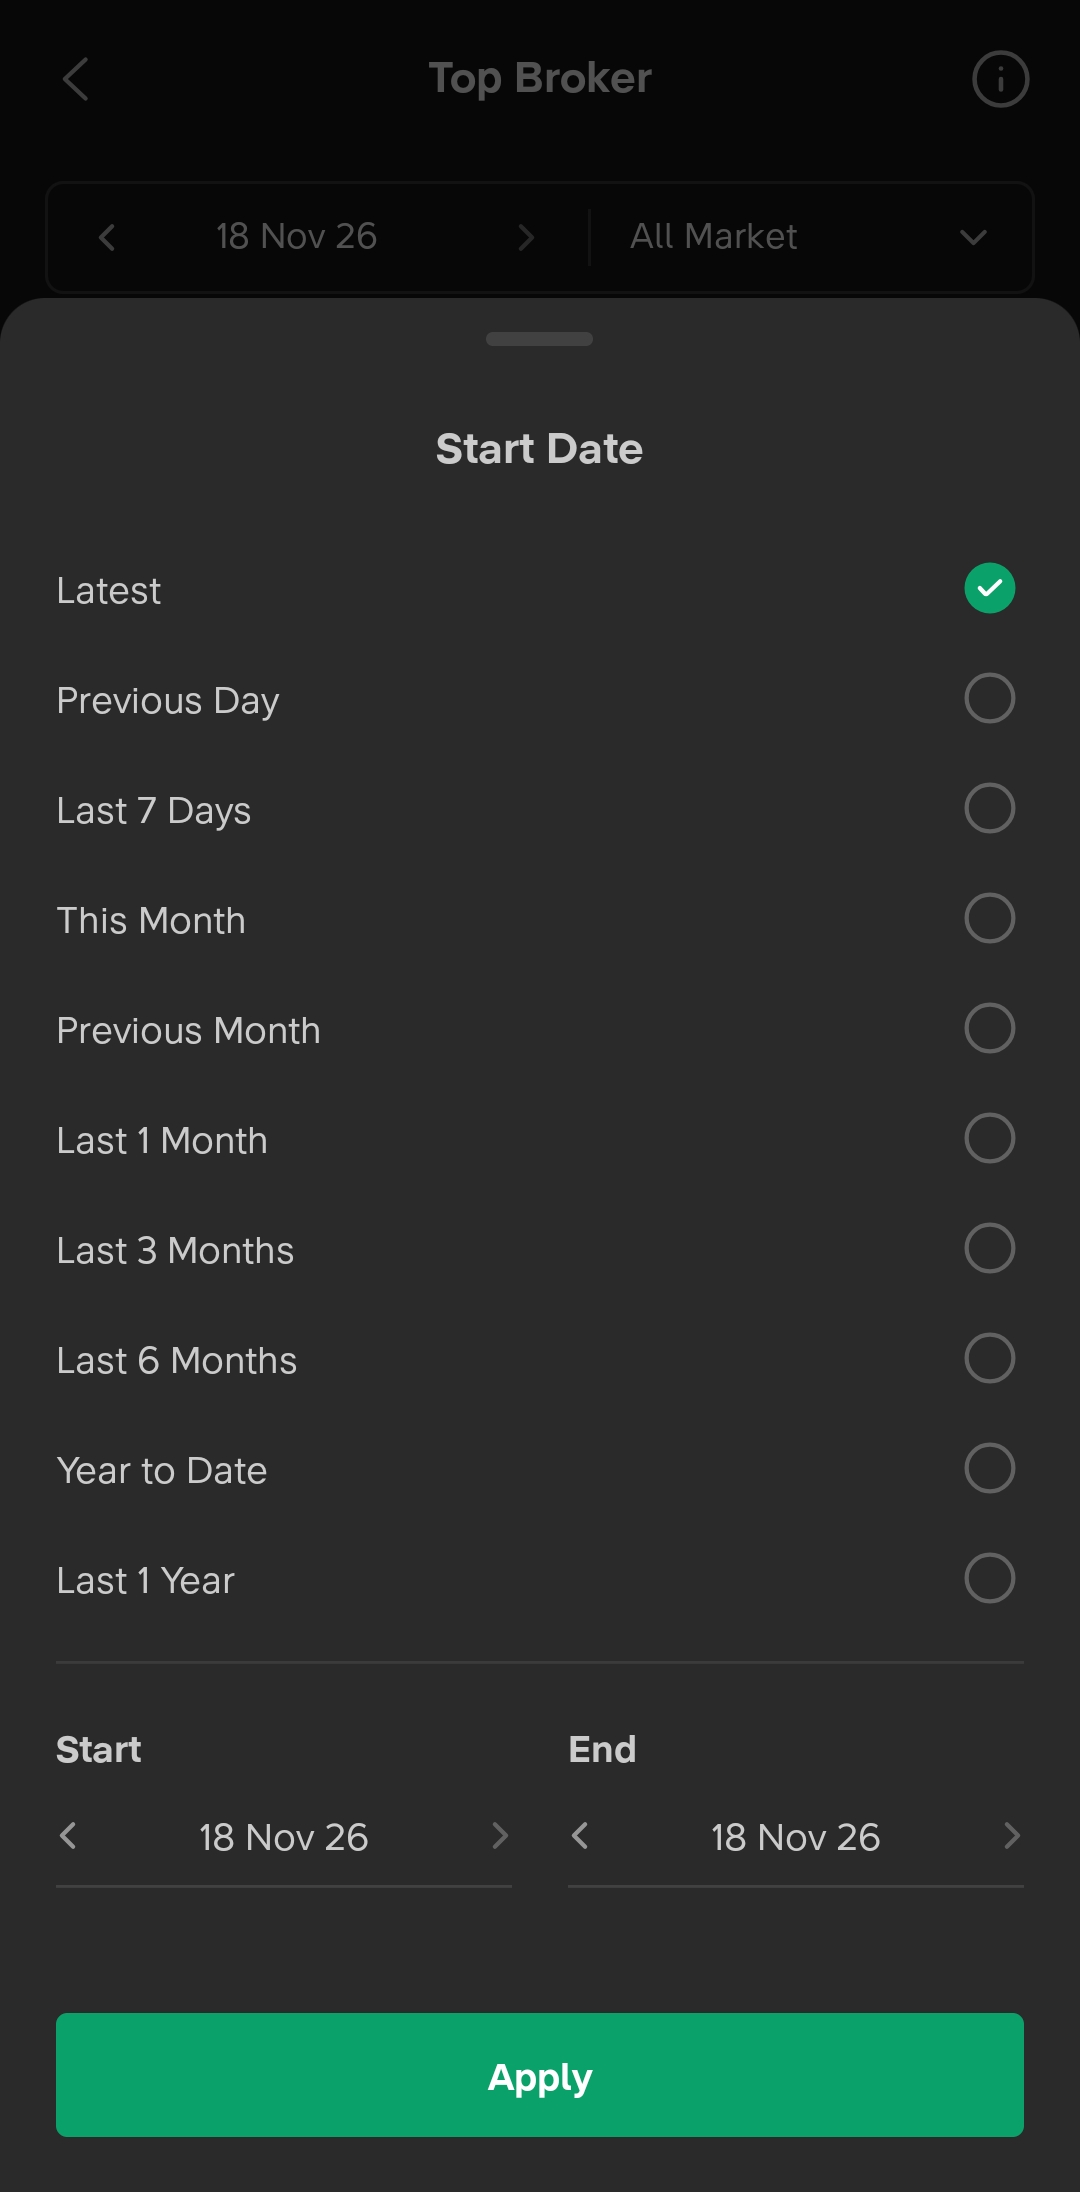 Top Broker
18 Nov 26 All Market
Start Date
Latest
Previous Day
Last 7 Days
This Month
Previous Month
Last 1 Month
Last 3 Months
Last 6 Months
Year to Date
Last 1 Year
Start End
18 Nov 26 18 Nov 26
Apply